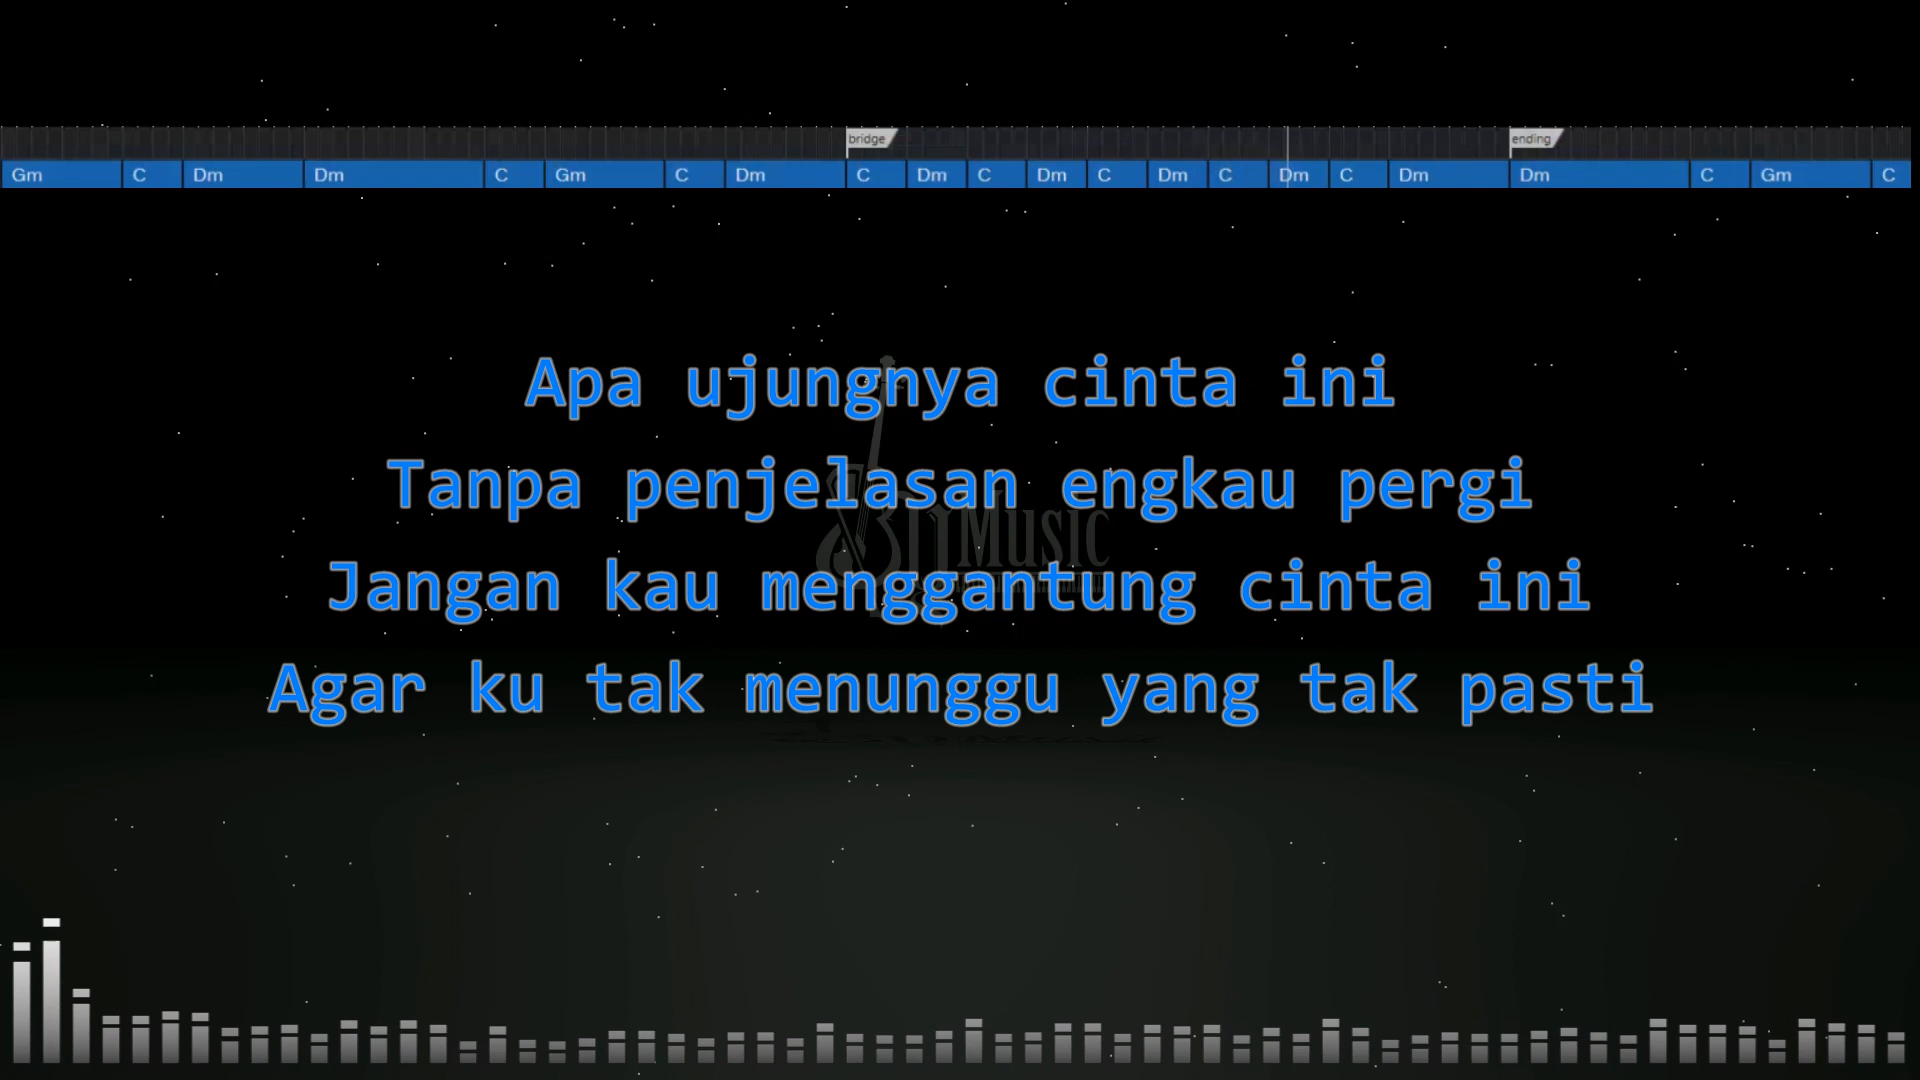 bridge ending
Gm C Dm Dm C Gm C Dm C Dm C Dm C Dm C Dm C Dm Dm C Gm C
Apa ujungnya cinta ini
Tanpa penjelasan engkau pergi
Jangan kau menggantung cinta ini
Agar ku tak menunggu yang tak pasti
Music